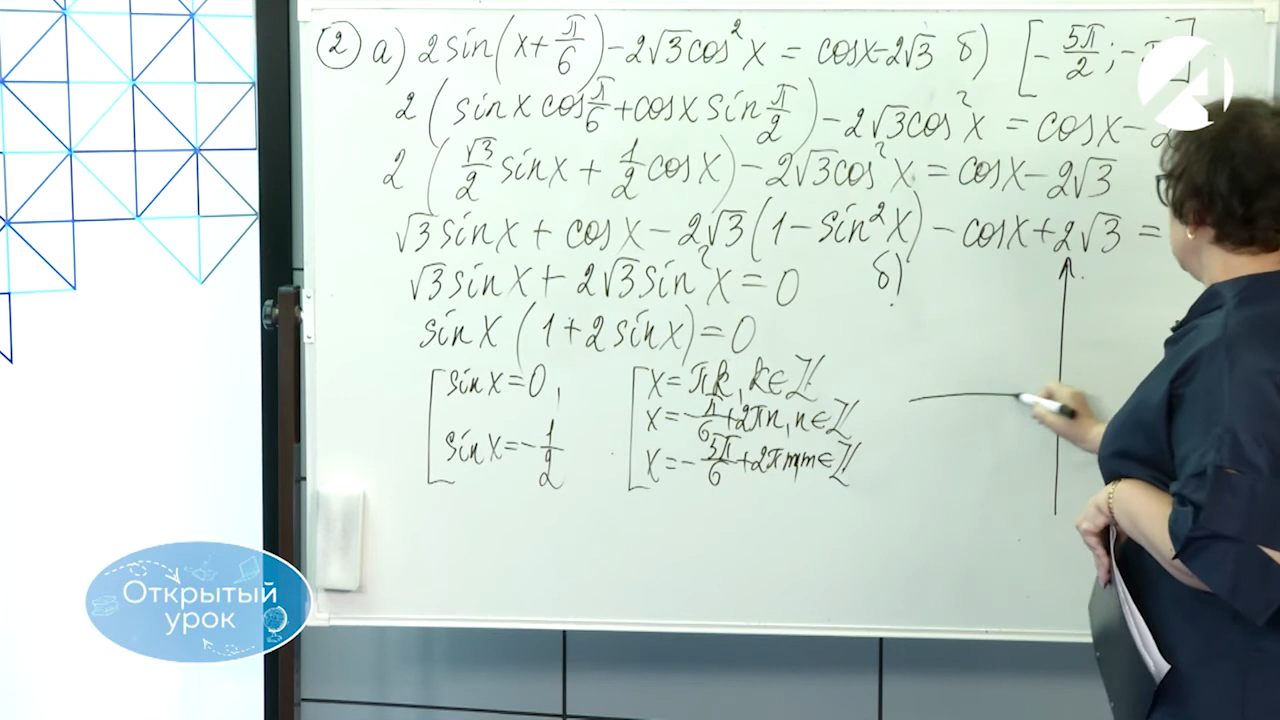 2 а) 2sin(x+π/6)-2√3cos²x = cosx-2√3 б) [-5π/2;-
2(sinx cosπ/6+cosx sinπ/2)-2√3cos²x = cosx-
2(√3/2 sinx+1/2 cosx)-2√3cos²x = cosx-2√3
√3sinx+cosx-2√3(1-sin²x)-cosx+2√3 =
√3sinx+2√3sin²x=0 б)
sinx(1+2sinx)=0
[sinx=0, [x=πk, k∈Z
x=-π/6+2πn, n∈Z
sinx=-1/2
x=-5π/6+2πm m∈Z
Открытый
урок